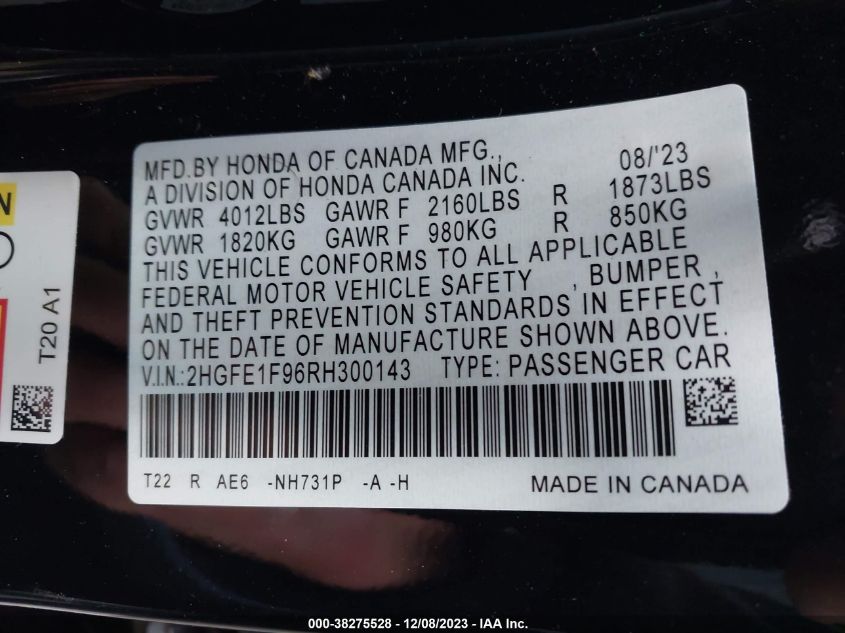 MFD.BY HONDA OF CANADA MFG., 08/'23
A DIVISION OF HONDA CANADA INC.
GVWR 4012LBS GAWR F 2160LBS R 1873LBS
GVWR 1820KG GAWR F 980KG R 850KG
THIS VEHICLE CONFORMS TO ALL APPLICABLE
FEDERAL MOTOR VEHICLE SAFETY , BUMPER ,
AND THEFT PREVENTION STANDARDS IN EFFECT
ON THE DATE OF MANUFACTURE SHOWN ABOVE.
V.I.N.:2HGFE1F96RH300143 TYPE: PASSENGER CAR
T22 R AE6 -NH731P -A -H MADE IN CANADA
N
T20 A1
000-38275528 - 12/08/2023 - IAA Inc.